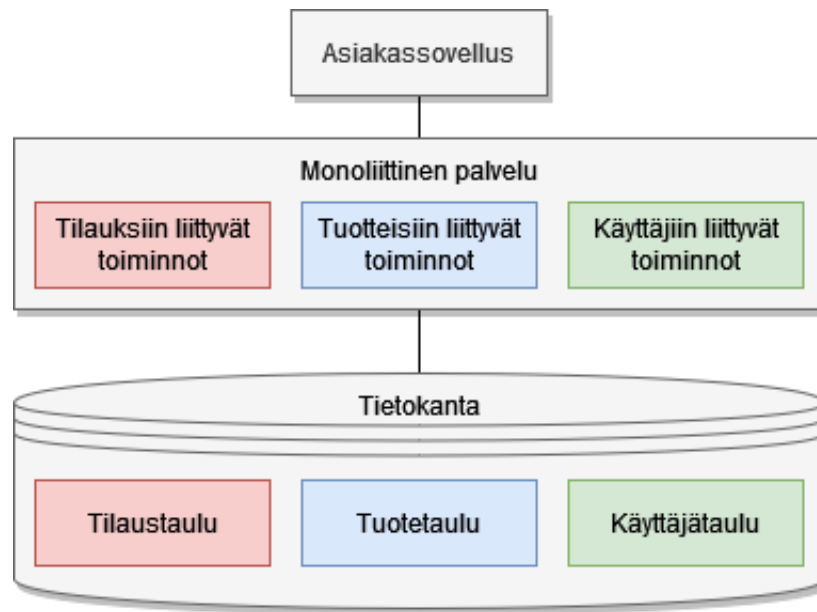 Asiakassovellus
Monoliittinen palvelu
Tilauksiin liittyvät
toiminnot
Tuotteisiin liittyvät
toiminnot
Käyttäjiin liittyvät
toiminnot
Tietokanta
Tilaustaulu
Tuotetaulu
Käyttäjätaulu